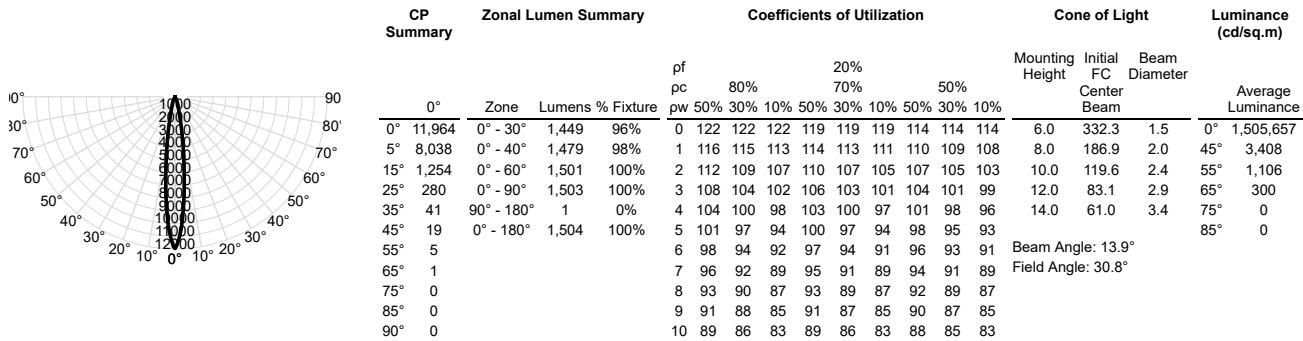 CP Summary
0°
0° 11,964
5° 8,038
15° 1,254
25° 280
35° 41
45° 19
55° 5
65° 1
75° 0
85° 0
90° 0
Zonal Lumen Summary
Zone Lumens % Fixture
0° - 30° 1,449 96%
0° - 40° 1,479 98%
0° - 60° 1,501 100%
0° - 90° 1,503 100%
90° - 180° 1 0%
0° - 180° 1,504 100%
Coefficients of Utilization
ρf 20%
ρc 80% 70% 50%
ρw 50% 30% 10% 50% 30% 10% 50% 30% 10%
0 122 122 122 119 119 119 114 114 114
1 116 115 113 114 113 111 110 109 108
2 112 109 107 110 107 105 107 105 103
3 108 104 102 106 103 101 104 101 99
4 104 100 98 103 100 97 101 98 96
5 101 97 94 100 97 94 98 95 93
6 98 94 92 97 94 91 96 93 91
7 96 92 89 95 91 89 94 91 89
8 93 90 87 93 89 87 92 89 87
9 91 88 85 91 87 85 90 87 85
10 89 86 83 89 86 83 88 85 83
Cone of Light
Mounting Height Initial FC Center Beam Beam Diameter
6.0 332.3 1.5
8.0 186.9 2.0
10.0 119.6 2.4
12.0 83.1 2.9
14.0 61.0 3.4
Beam Angle: 13.9°
Field Angle: 30.8°
Luminance
(cd/sq.m)
Average
Luminance
0° 1,505,657
45° 3,408
55° 1,106
65° 300
75° 0
85° 0
90
80°
70° 70°
60° 60°
50° 50°
40° 40°
30° 30°
20° 10° 0° 10° 20°
1000
2000
3000
4000
5000
6000
7000
8000
9000
10000
11000
12000